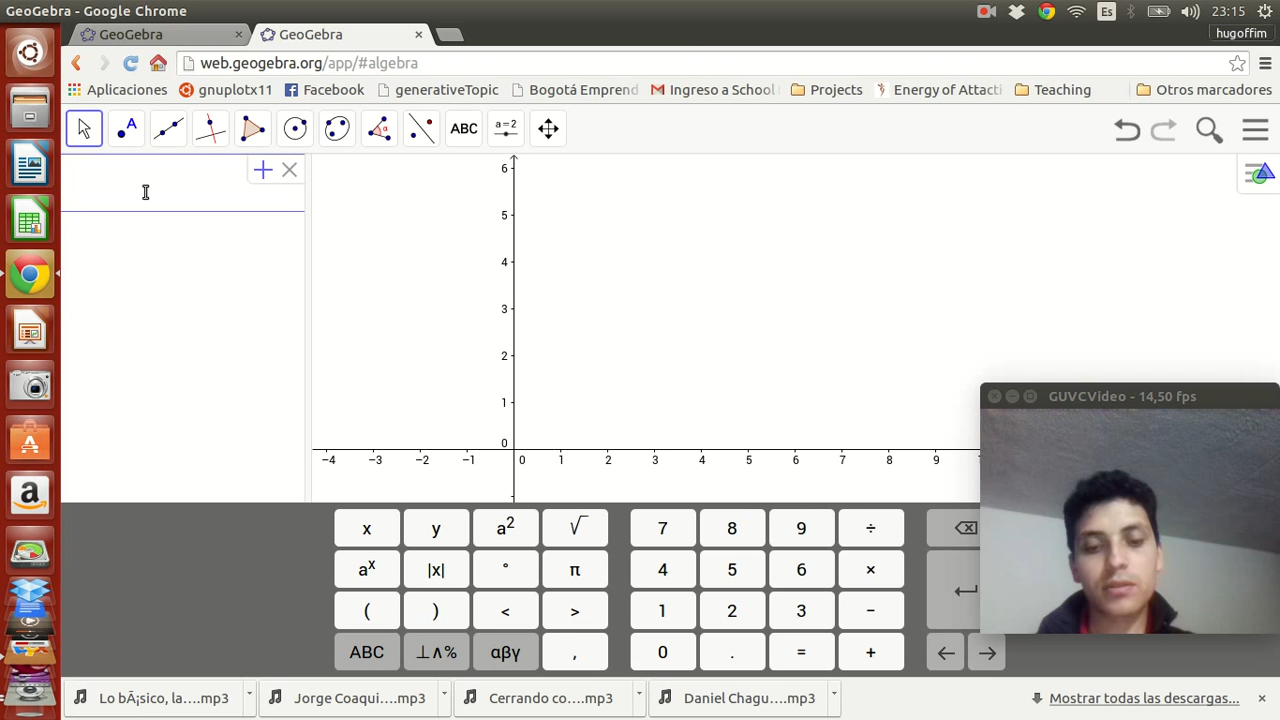 GeoGebra - Google Chrome
Es
23:15
GeoGebra ×
GeoGebra ×
hugoffim
web.geogebra.org/app/#algebra
Aplicaciones
gnuplotx11
Facebook
generativeTopic
Bogotá Emprend
Ingreso a School
Projects
Energy of Attacti
Teaching
Otros marcadores
A
α
ABC
a=2
6
5
4
3
2
1
0
−4 −3 −2 −1 0 1 2 3 4 5 6 7 8 9
GUVCVideo - 14,50 fps
x y a² √ 7 8 9 ÷
aˣ |x| ° π 4 5 6 ×
( ) < > 1 2 3 −
ABC ⊥∧% αβγ , 0 . = + ← →
Lo bÃ¡sico, la....mp3
Jorge Coaqui....mp3
Cerrando co....mp3
Daniel Chagu....mp3
Mostrar todas las descargas...